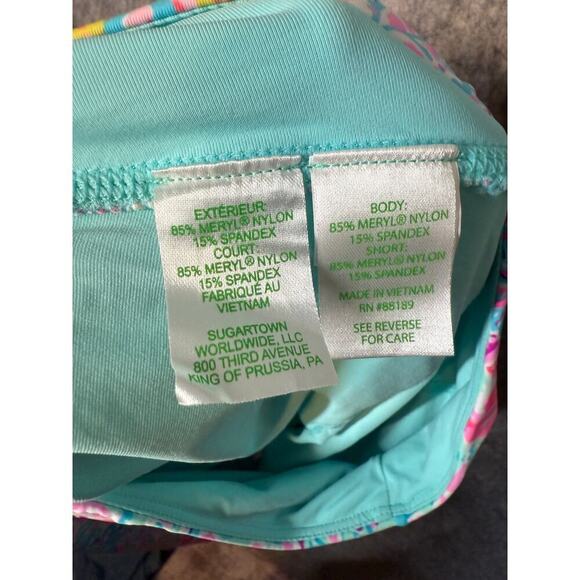 EXTÉRIEUR:
85% MERYL® NYLON
15% SPANDEX
COURT:
85% MERYL® NYLON
15% SPANDEX
FABRIQUÉ AU
VIETNAM
SUGARTOWN
WORLDWIDE, LLC
800 THIRD AVENUE
KING OF PRUSSIA, PA
BODY:
85% MERYL® NYLON
15% SPANDEX
SHORT:
85% MERYL® NYLON
15% SPANDEX
MADE IN VIETNAM
RN #88189
SEE REVERSE
FOR CARE